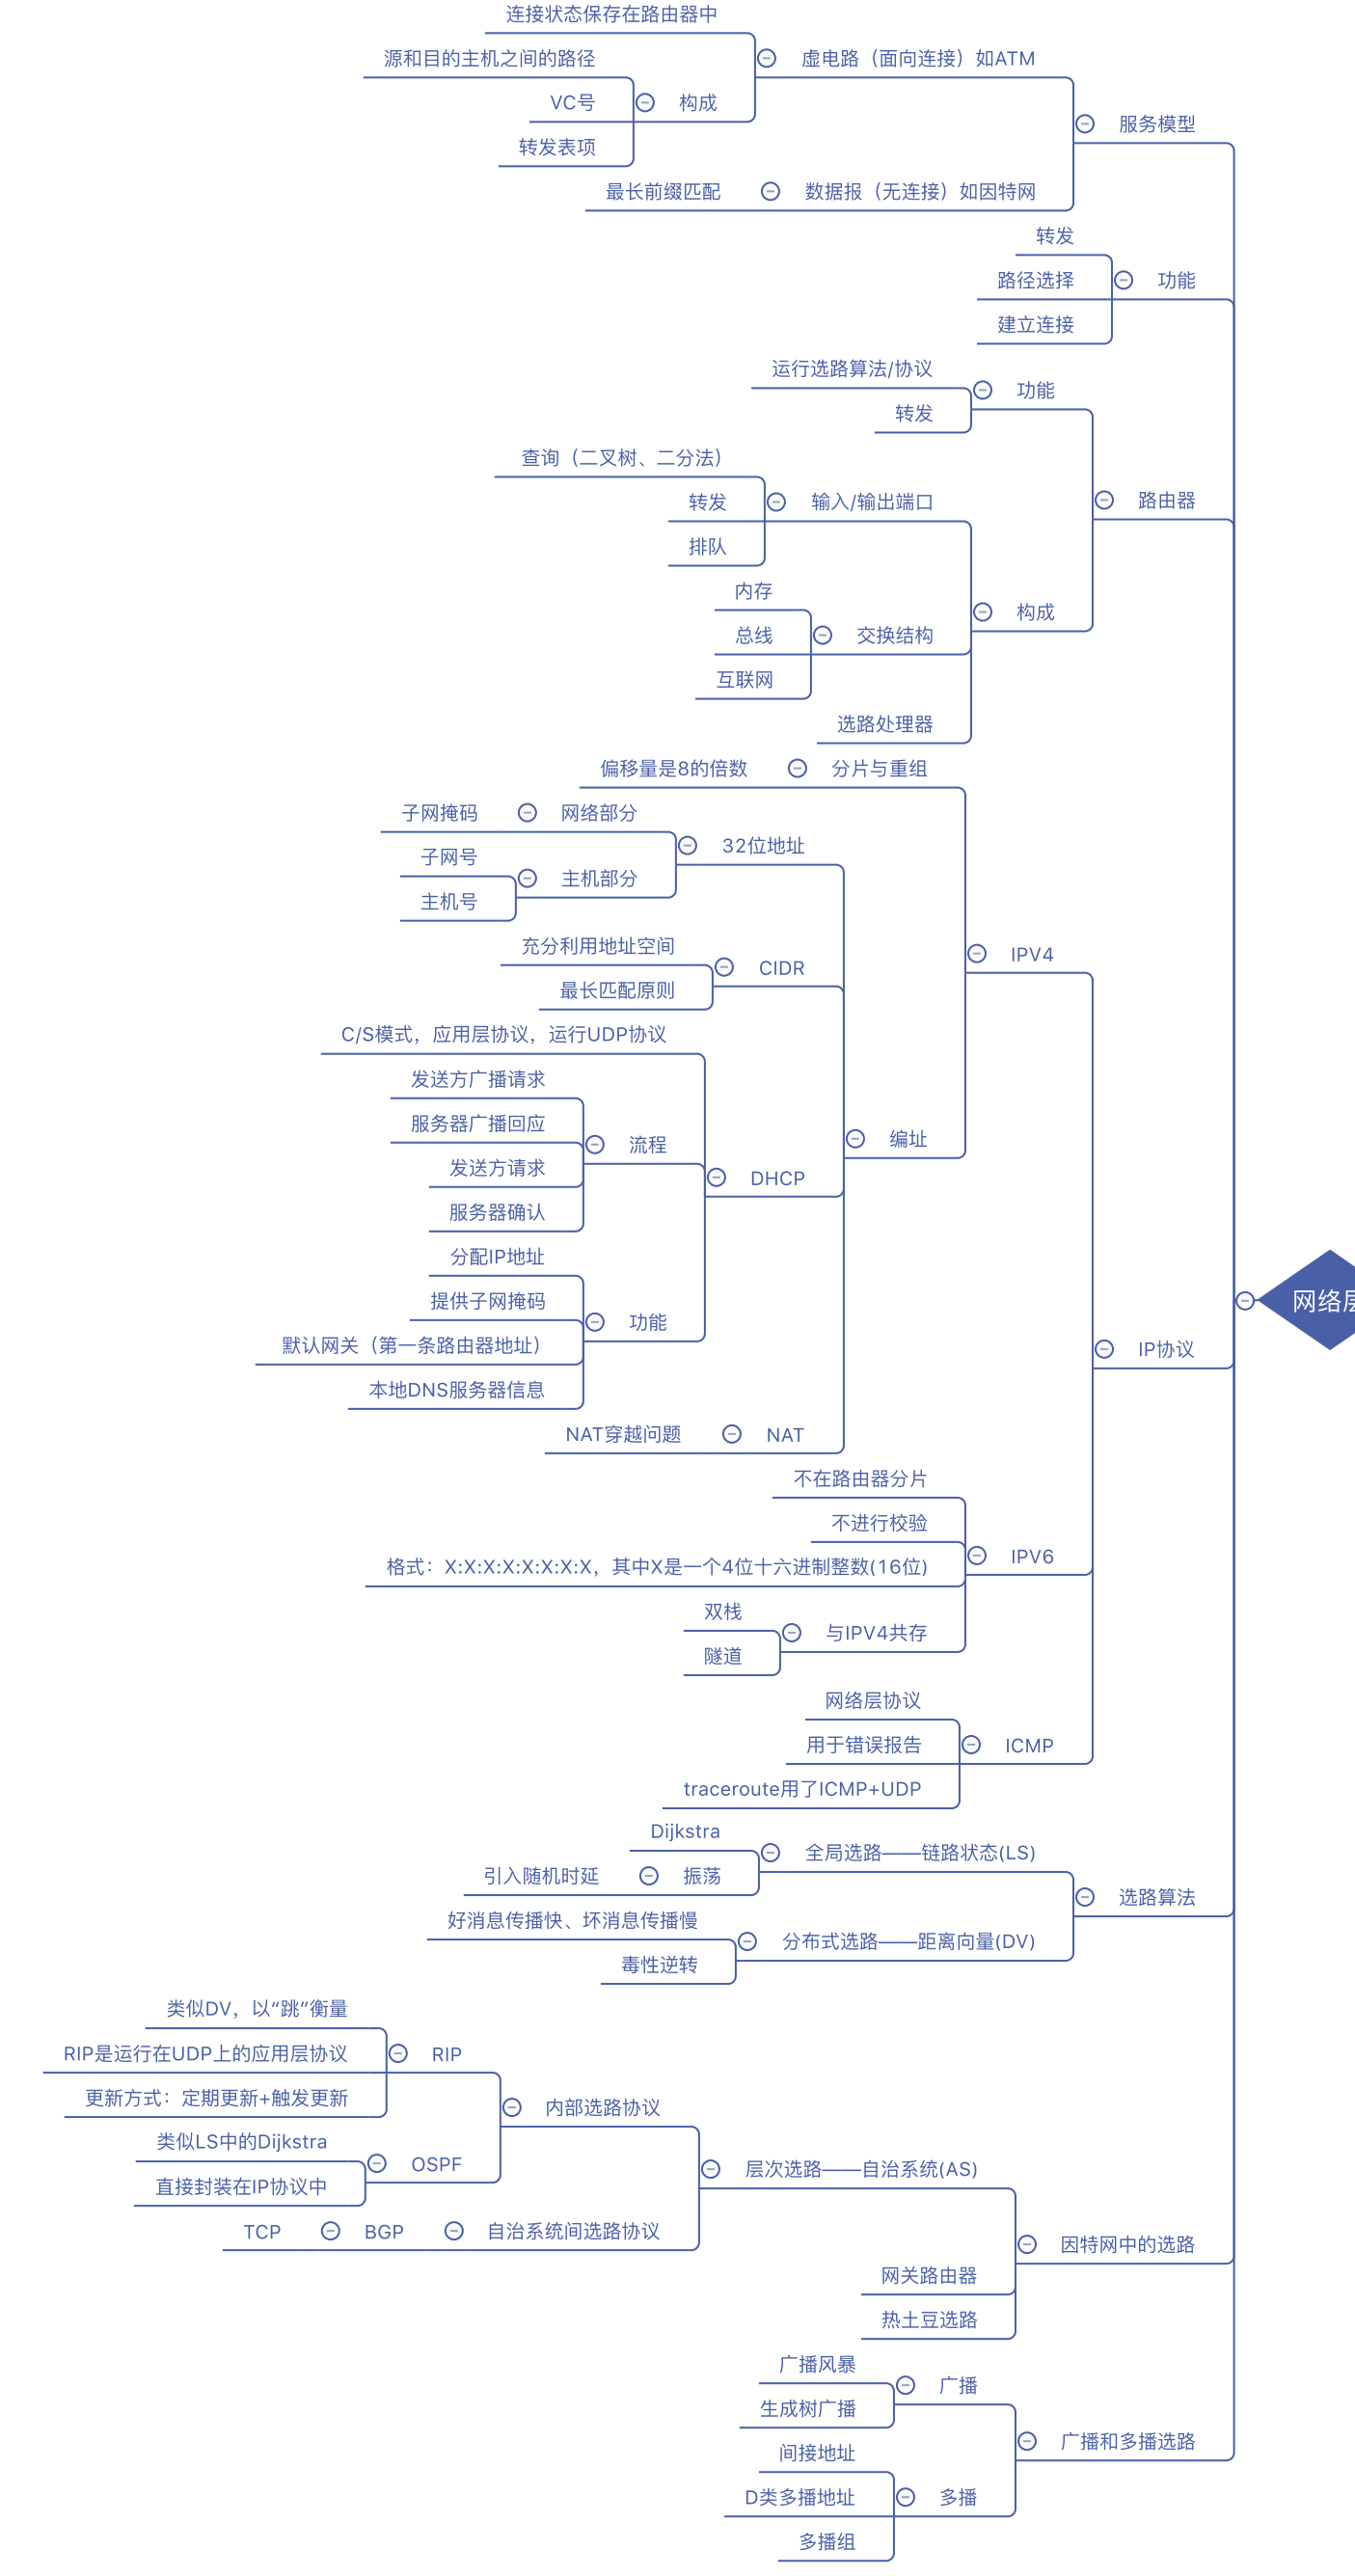 连接状态保存在路由器中
源和目的主机之间的路径
虚电路（面向连接）如ATM
VC号
构成
服务模型
转发表项
最长前缀匹配
数据报（无连接）如因特网
转发
路径选择
功能
建立连接
运行选路算法/协议
功能
转发
查询（二叉树、二分法）
转发
输入/输出端口
路由器
排队
内存
构成
总线
交换结构
互联网
选路处理器
偏移量是8的倍数
分片与重组
子网掩码
网络部分
32位地址
子网号
主机部分
主机号
充分利用地址空间
CIDR
IPV4
最长匹配原则
C/S模式，应用层协议，运行UDP协议
发送方广播请求
服务器广播回应
流程
编址
发送方请求
DHCP
服务器确认
分配IP地址
提供子网掩码
功能
网络层
默认网关（第一条路由器地址）
IP协议
本地DNS服务器信息
NAT穿越问题
NAT
不在路由器分片
不进行校验
IPV6
格式：X:X:X:X:X:X:X:X，其中X是一个4位十六进制整数(16位)
双栈
与IPV4共存
隧道
网络层协议
用于错误报告
ICMP
traceroute用了ICMP+UDP
Dijkstra
全局选路——链路状态(LS)
引入随机时延
振荡
选路算法
好消息传播快、坏消息传播慢
分布式选路——距离向量(DV)
毒性逆转
类似DV，以“跳”衡量
RIP是运行在UDP上的应用层协议
RIP
更新方式：定期更新+触发更新
内部选路协议
类似LS中的Dijkstra
OSPF
层次选路——自治系统(AS)
直接封装在IP协议中
TCP
BGP
自治系统间选路协议
因特网中的选路
网关路由器
热土豆选路
广播风暴
广播
生成树广播
广播和多播选路
间接地址
D类多播地址
多播
多播组